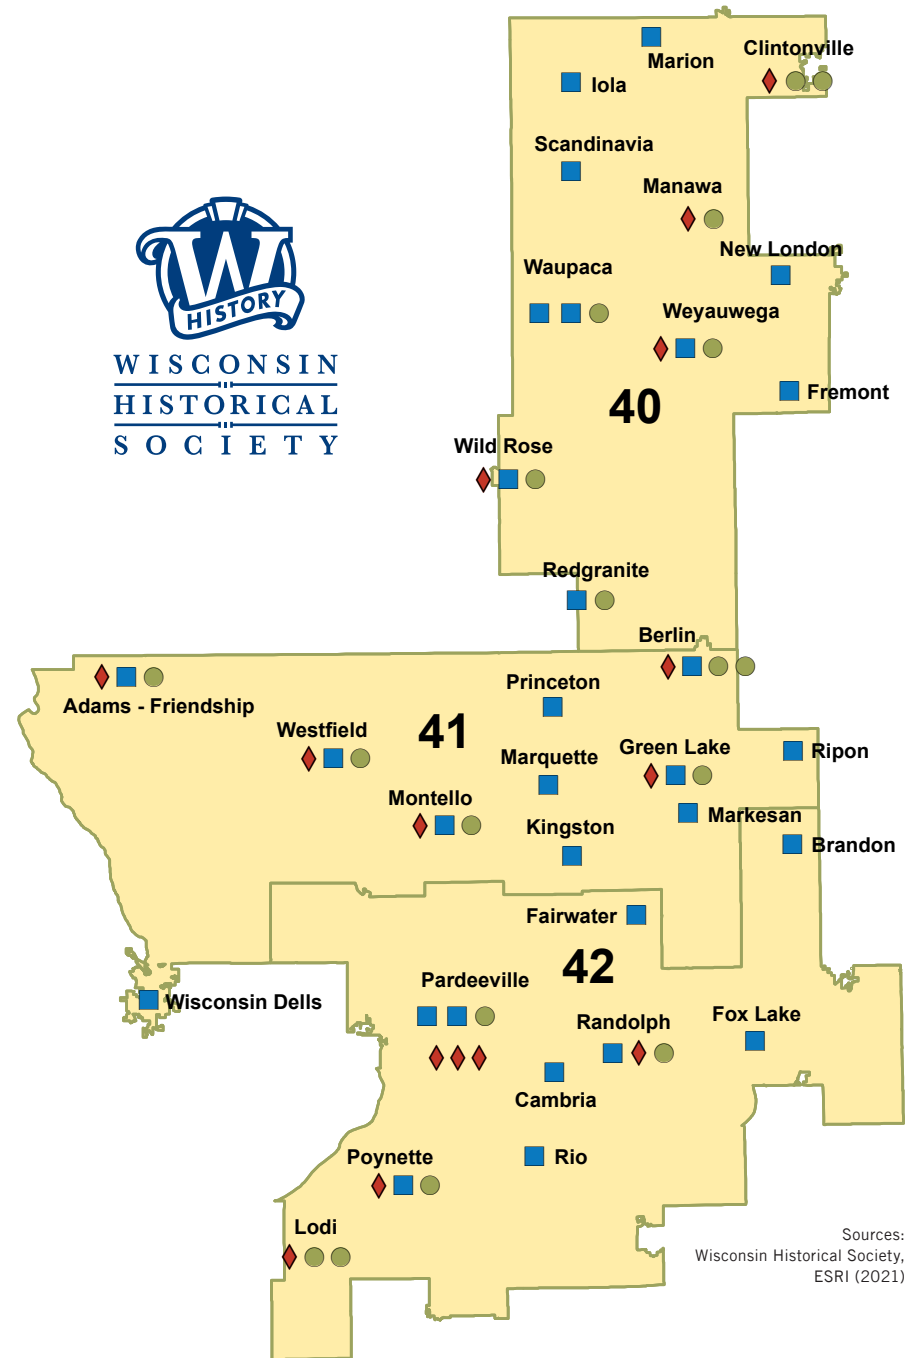 Marion
Clintonville
Iola
Scandinavia
Manawa
New London
Waupaca
Weyauwega
W
HISTORY
WISCONSIN
HISTORICAL
SOCIETY
40
Fremont
Wild Rose
Redgranite
Berlin
Adams - Friendship
Princeton
Westfield
41
Marquette
Green Lake
Ripon
Montello
Kingston
Markesan
Brandon
Fairwater
42
Wisconsin Dells
Pardeeville
Randolph
Fox Lake
Cambria
Poynette
Rio
Lodi
Sources:
Wisconsin Historical Society,
ESRI (2021)